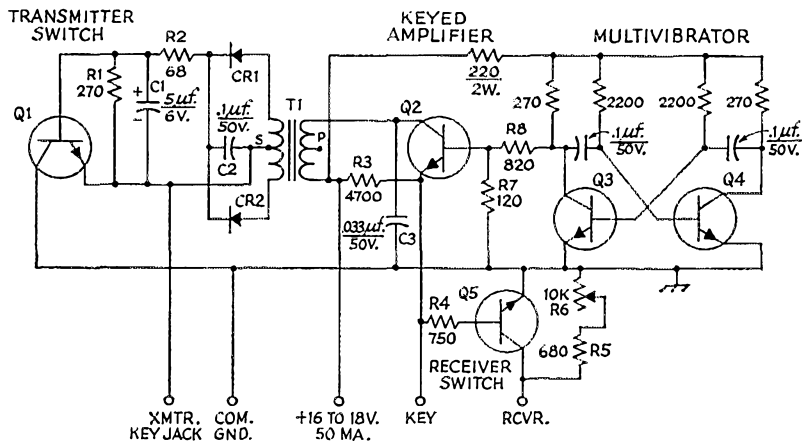 TRANSMITTER
SWITCH
KEYED
AMPLIFIER
MULTIVIBRATOR
R2
68
CR1
R1
270
C1
+
5µf.
6V.
-
T1
220
2W.
270
2200
2200
270
Q1
.1µf.
50V.
S
C2
P
Q2
R8
820
.1µf.
50V.
.1µf.
50V.
R3
4700
R7
120
Q3
Q4
CR2
.033µf.
50V.
C3
Q5
10K
R6
R4
750
680
R5
RECEIVER
SWITCH
XMTR.
KEY JACK
COM.
GND.
+16 TO 18V.
50 MA.
KEY
RCVR.